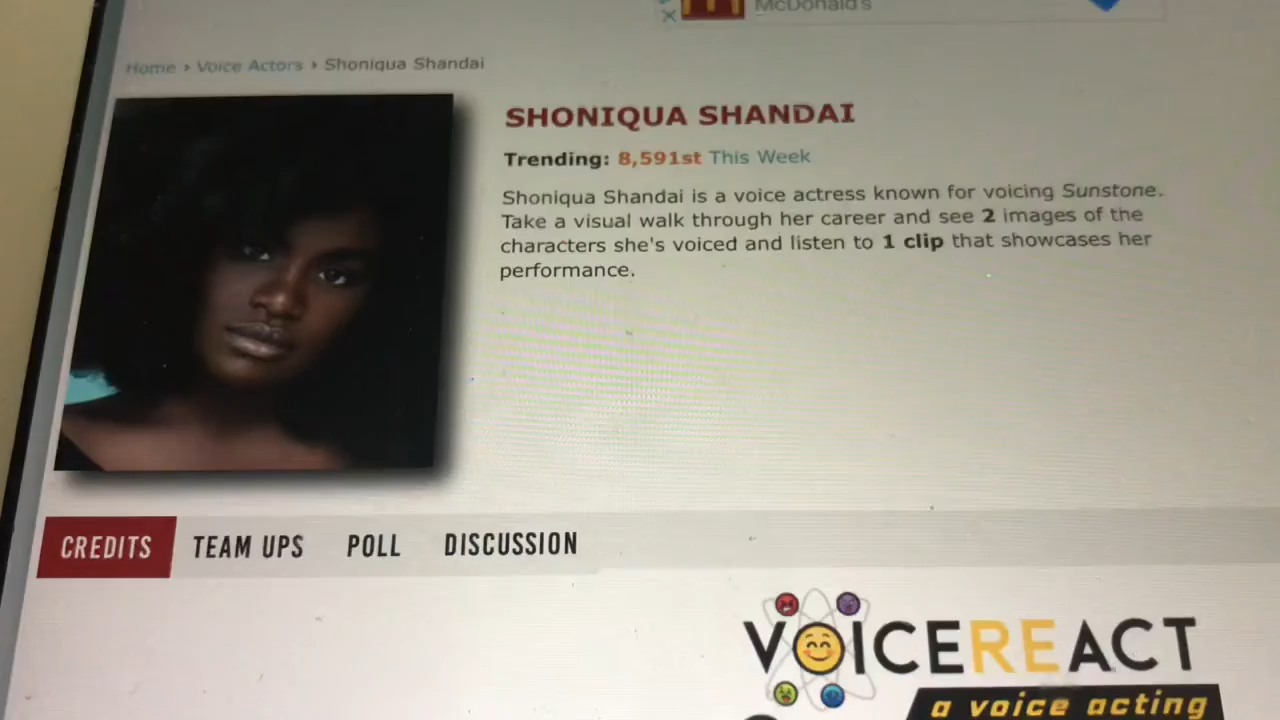 McDonald's
Home › Voice Actors › Shoniqua Shandai
SHONIQUA SHANDAI
Trending: 8,591st This Week
Shoniqua Shandai is a voice actress known for voicing Sunstone.
Take a visual walk through her career and see 2 images of the
characters she's voiced and listen to 1 clip that showcases her
performance.
CREDITS TEAM UPS POLL DISCUSSION
VOICEREACT
a voice acting